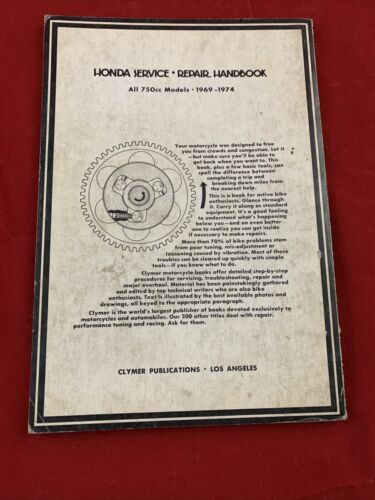 HONDA SERVICE • REPAIR HANDBOOK
All 750cc Models • 1969-1974
Your motorcycle was designed to free
you from crowds and congestion. Let it
—but make sure you'll be able to
get back when you want to. This
book, plus a few basic tools, can
spell the difference between
completing a trip and
breaking down miles from
the nearest help.
This is a book for active bike
enthusiasts. Glance through
it. Carry it along as standard
equipment. It's a good feeling
to understand what's happening
below you—and an even better
one to realize you can get inside
if necessary to make repairs.
More than 70% of bike problems stem
from poor tuning, mis-adjustment or
loosening caused by vibration. Most of these
troubles can be cleared up quickly with simple
tools—if you know what to do.
Clymer motorcycle books offer detailed step-by-step
procedures for servicing, troubleshooting, repair and
major overhaul. Material has been painstakingly gathered
and edited by top technical writers who are also bike
enthusiasts. Text is illustrated by the best available photos and
drawings, all keyed to the appropriate paragraph.
Clymer is the world's largest publisher of books devoted exclusively to
motorcycles and automobiles. Our 200 other titles deal with repair,
performance tuning and racing. Ask for them.
CLYMER PUBLICATIONS • LOS ANGELES